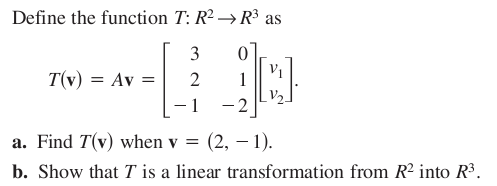 Define the function T: R² → R³ as
T(v) = Av = [ 3 0 ; 2 1 ; −1 −2 ] [ v₁ ; v₂ ].
a. Find T(v) when v = (2, −1).
b. Show that T is a linear transformation from R² into R³.